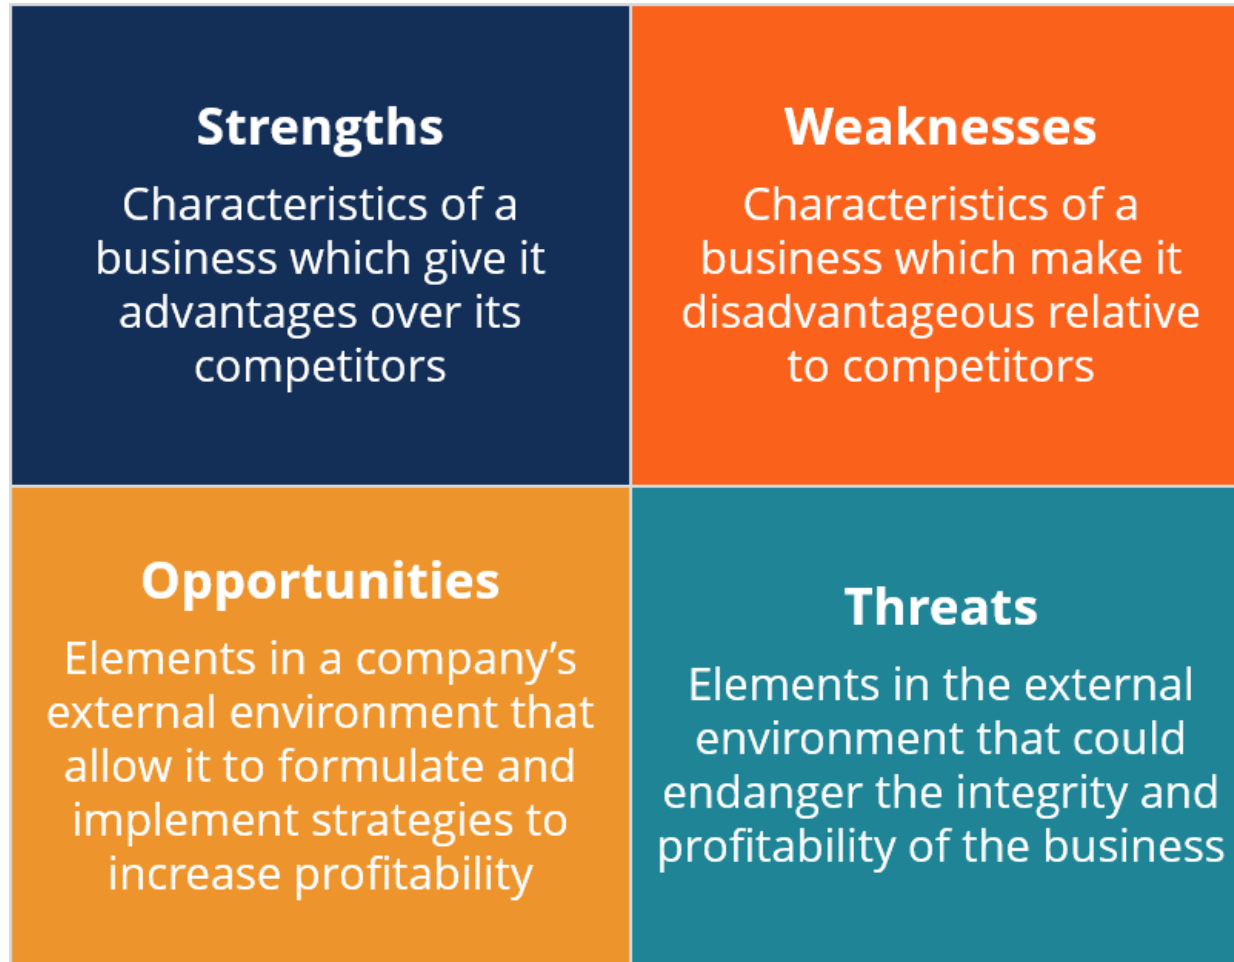 Strengths
Characteristics of a
business which give it
advantages over its
competitors
Weaknesses
Characteristics of a
business which make it
disadvantageous relative
to competitors
Opportunities
Elements in a company’s
external environment that
allow it to formulate and
implement strategies to
increase profitability
Threats
Elements in the external
environment that could
endanger the integrity and
profitability of the business